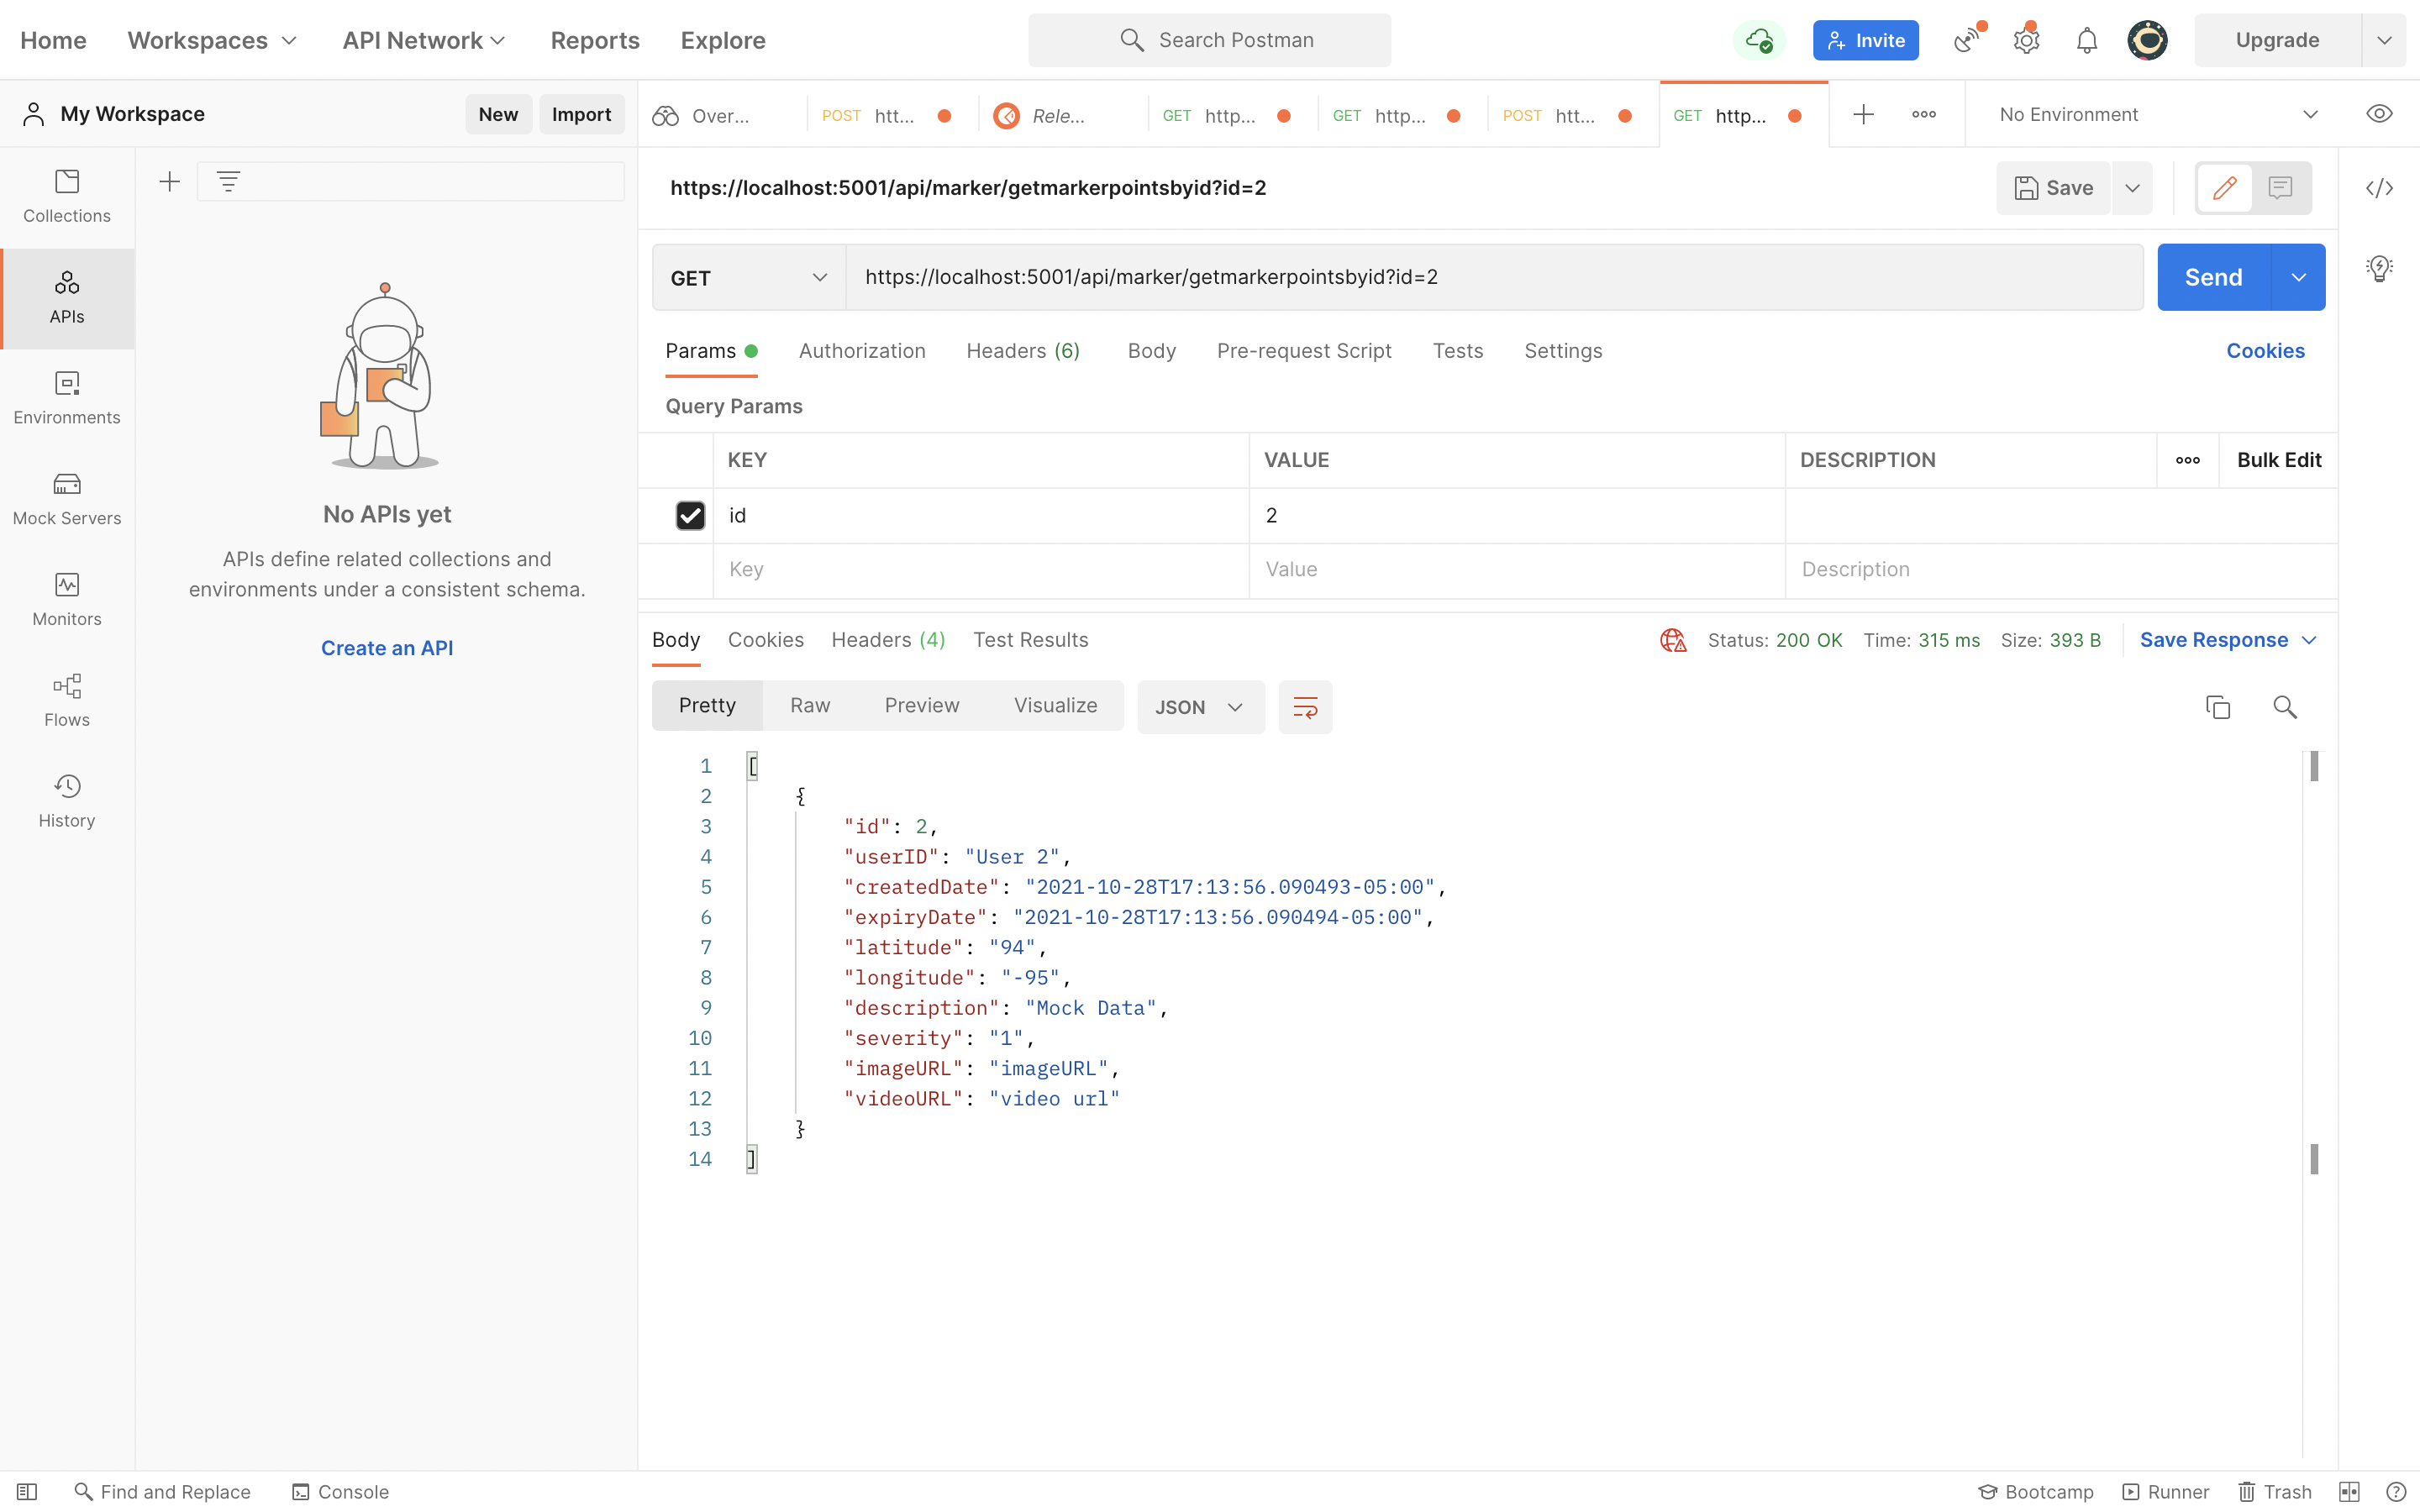 Home Workspaces API Network Reports Explore Search Postman Invite Upgrade
My Workspace New Import Over... POST htt... Rele... GET http... GET http... POST htt... GET http... No Environment
https://localhost:5001/api/marker/getmarkerpointsbyid?id=2 Save
Collections
GET https://localhost:5001/api/marker/getmarkerpointsbyid?id=2 Send
APIs
Params Authorization Headers (6) Body Pre-request Script Tests Settings Cookies
Query Params
Environments
KEY VALUE DESCRIPTION Bulk Edit
id 2
Key Value Description
Mock Servers
No APIs yet
APIs define related collections and
environments under a consistent schema.
Create an API
Monitors
Flows
History
Body Cookies Headers (4) Test Results Status: 200 OK Time: 315 ms Size: 393 B Save Response
Pretty Raw Preview Visualize JSON
1 [
2 {
3 "id": 2,
4 "userID": "User 2",
5 "createdDate": "2021-10-28T17:13:56.090493-05:00",
6 "expiryDate": "2021-10-28T17:13:56.090494-05:00",
7 "latitude": "94",
8 "longitude": "-95",
9 "description": "Mock Data",
10 "severity": "1",
11 "imageURL": "imageURL",
12 "videoURL": "video url"
13 }
14 ]
Find and Replace Console Bootcamp Runner Trash